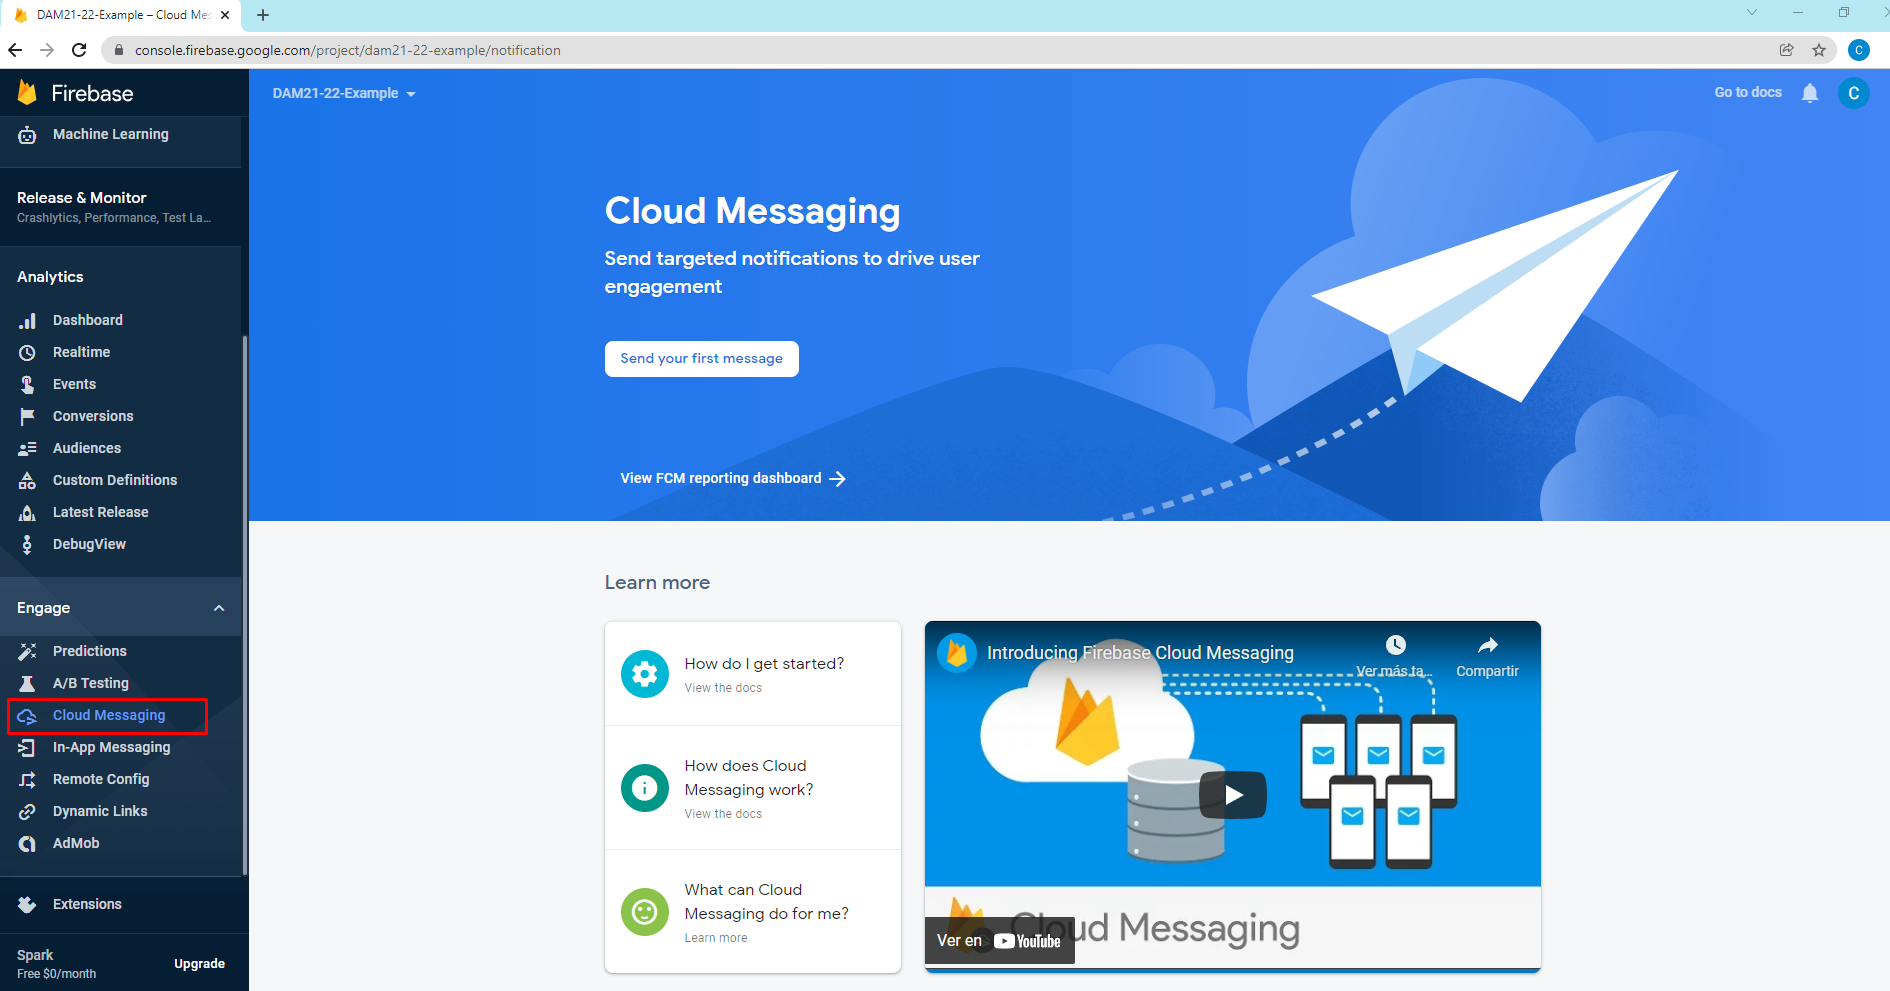 DAM21-22-Example – Cloud Mes
console.firebase.google.com/project/dam21-22-example/notification
C
Firebase
Machine Learning
Release & Monitor
Crashlytics, Performance, Test La...
Analytics
Dashboard
Realtime
Events
Conversions
Audiences
Custom Definitions
Latest Release
DebugView
Engage
Predictions
A/B Testing
Cloud Messaging
In-App Messaging
Remote Config
Dynamic Links
AdMob
Extensions
Spark
Free $0/month
Upgrade
DAM21-22-Example
Go to docs
C
Cloud Messaging
Send targeted notifications to drive user
engagement
Send your first message
View FCM reporting dashboard
Learn more
How do I get started?
View the docs
How does Cloud
Messaging work?
View the docs
What can Cloud
Messaging do for me?
Learn more
Introducing Firebase Cloud Messaging
Ver más ta...
Compartir
Cloud Messaging
Ver en YouTube